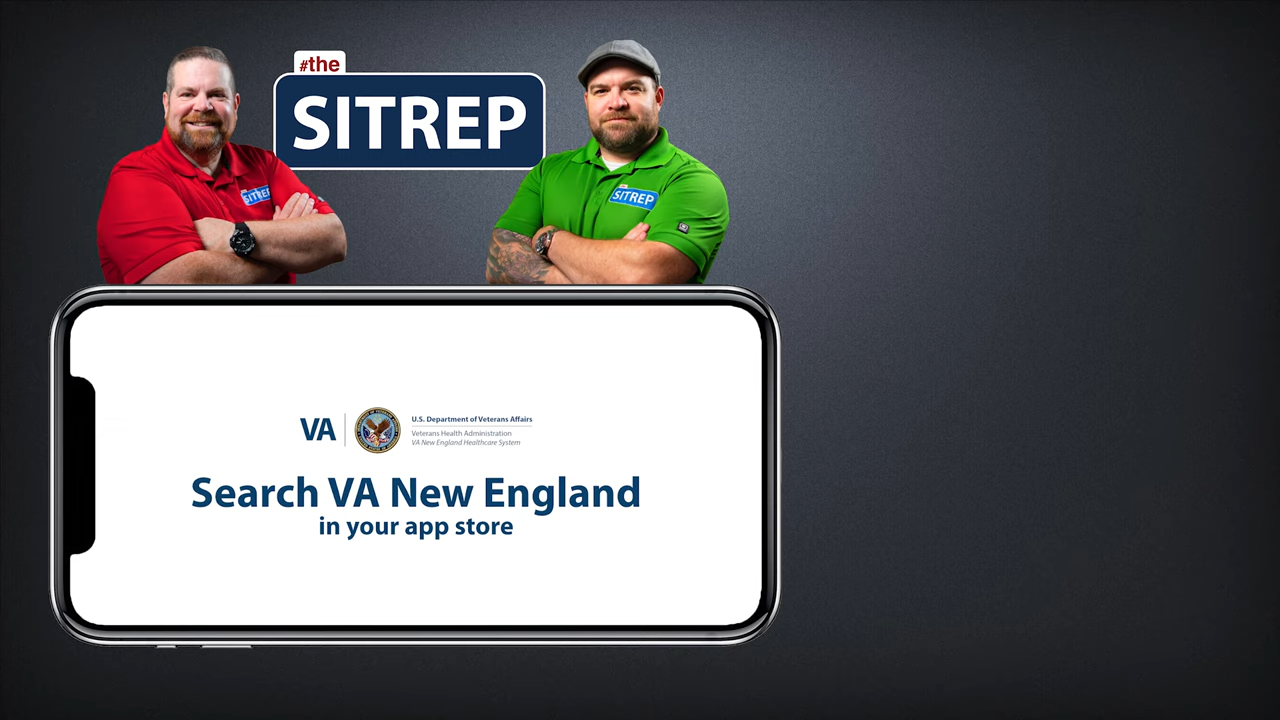 #the
SITREP
SITREP
SITREP
VA
U.S. Department of Veterans Affairs
Veterans Health Administration
VA New England Healthcare System
Search VA New England
in your app store